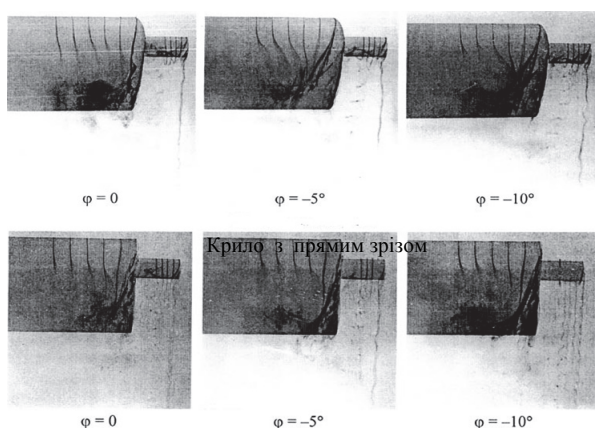 φ = 0
φ = –5°
φ = –10°
Крило з прямим зрізом
φ = 0
φ = –5°
φ = –10°